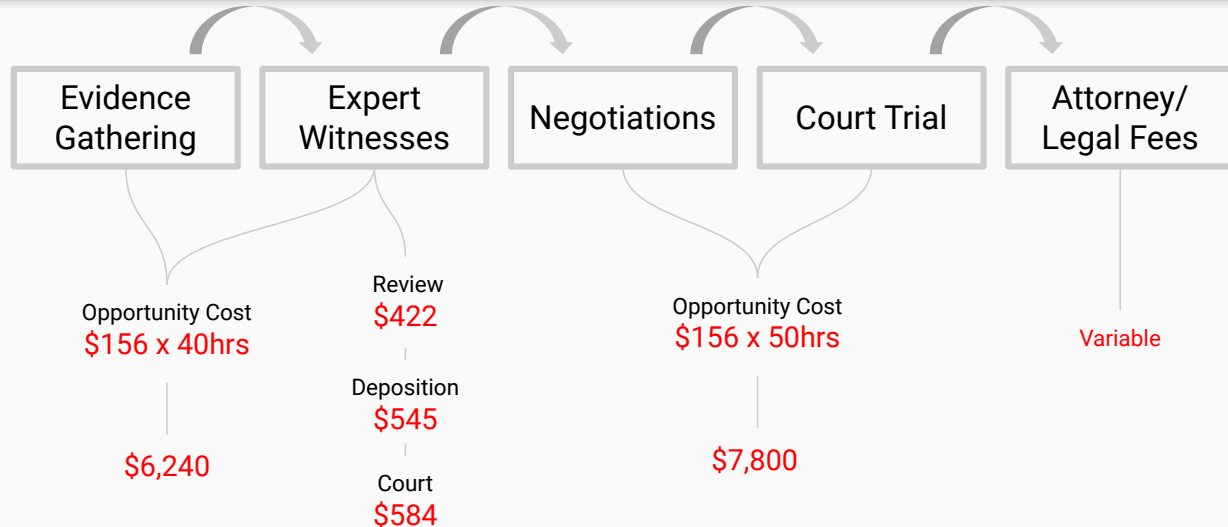 Evidence
Gathering
Expert
Witnesses
Negotiations
Court Trial
Attorney/
Legal Fees
Opportunity Cost
$156 x 40hrs
$6,240
Review
$422
Deposition
$545
Court
$584
Opportunity Cost
$156 x 50hrs
$7,800
Variable